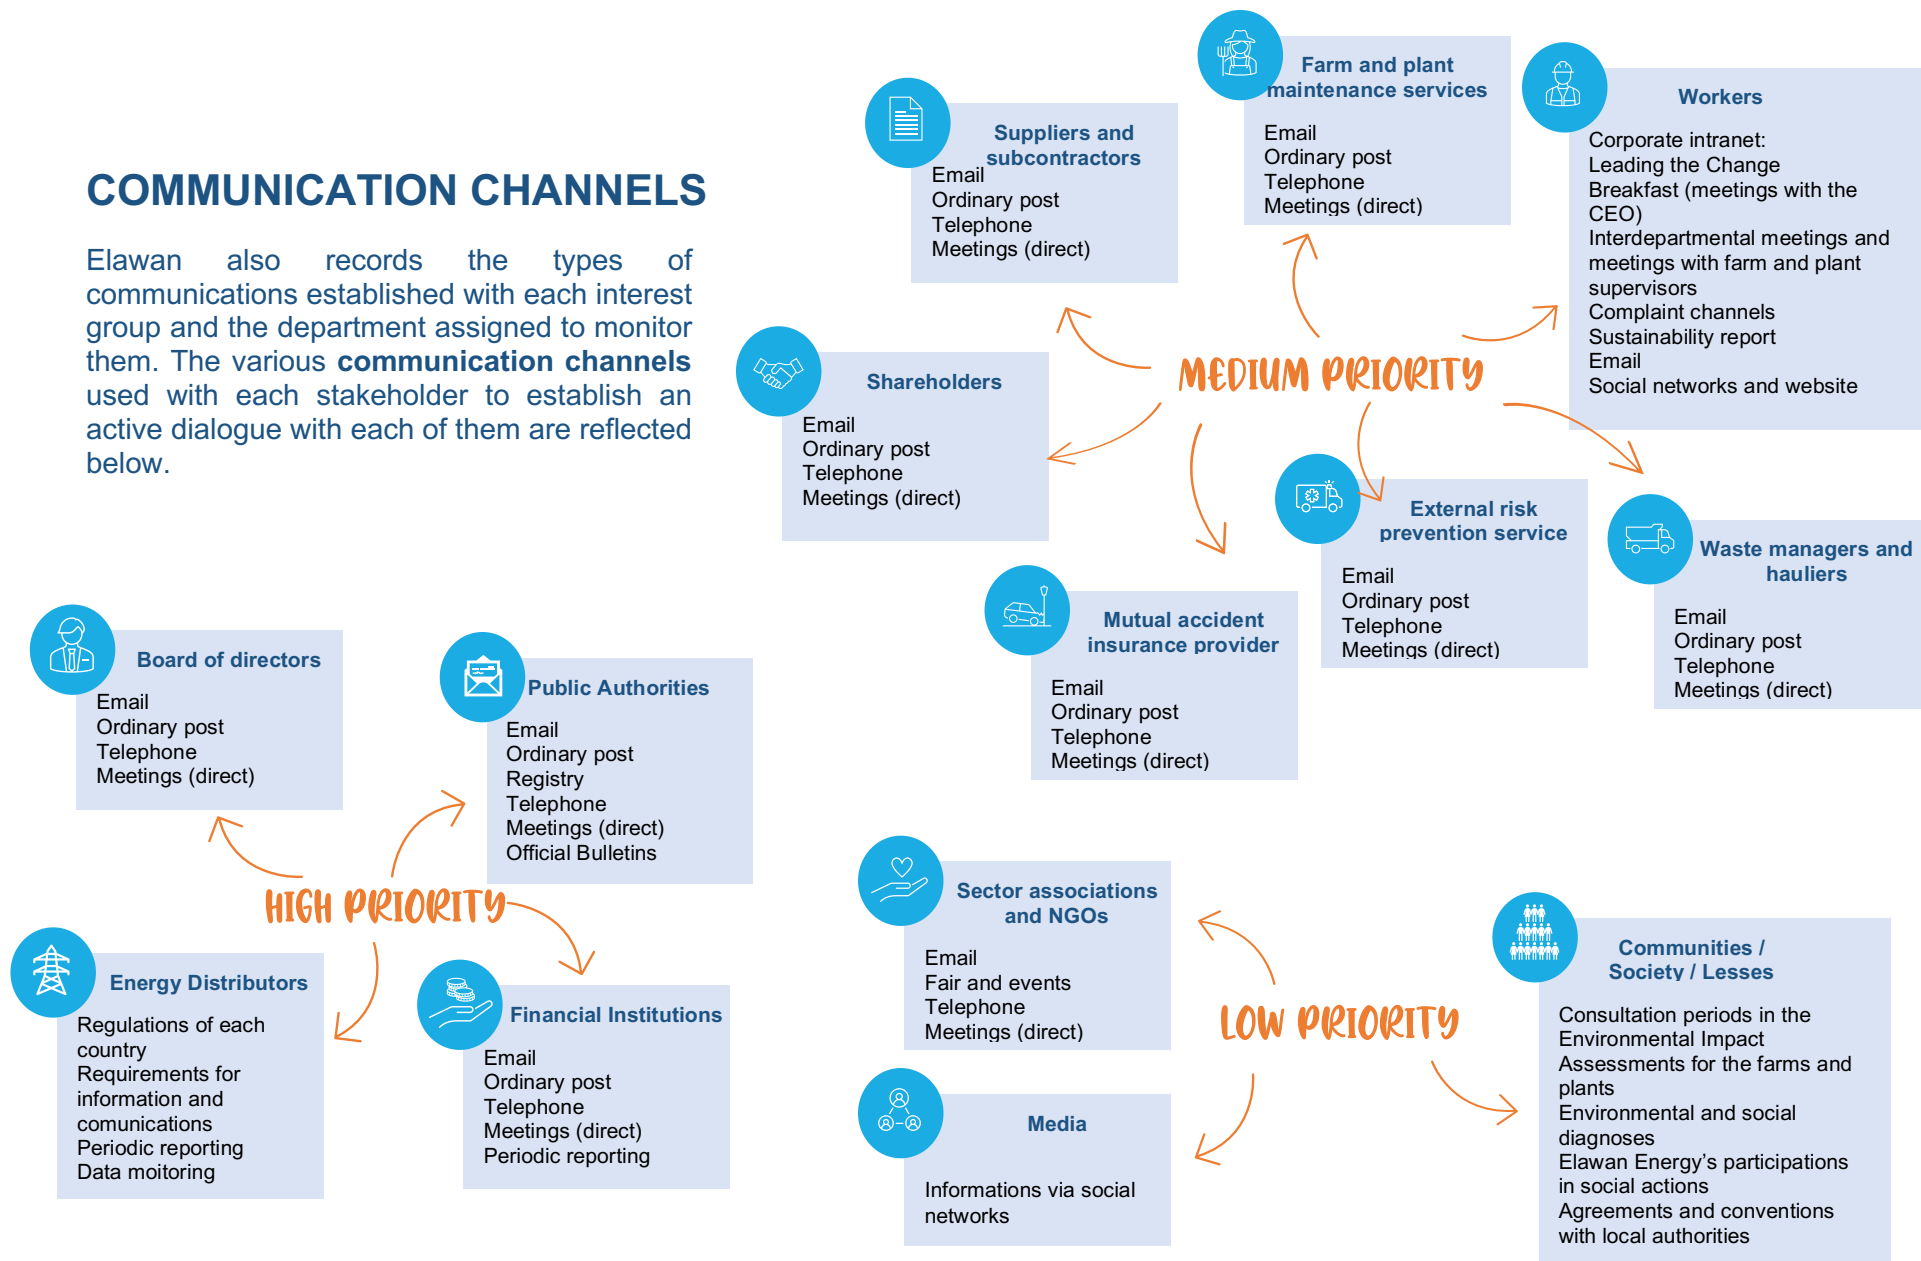 COMMUNICATION CHANNELS
Elawan also records the types of
communications established with each interest
group and the department assigned to monitor
them. The various communication channels
used with each stakeholder to establish an
active dialogue with each of them are reflected
below.
Suppliers and
subcontractors
Email
Ordinary post
Telephone
Meetings (direct)
Farm and plant
maintenance services
Email
Ordinary post
Telephone
Meetings (direct)
Workers
Corporate intranet:
Leading the Change
Breakfast (meetings with the
CEO)
Interdepartmental meetings and
meetings with farm and plant
supervisors
Complaint channels
Sustainability report
Email
Social networks and website
MEDIUM PRIORITY
Shareholders
Email
Ordinary post
Telephone
Meetings (direct)
External risk
prevention service
Email
Ordinary post
Telephone
Meetings (direct)
Waste managers and
hauliers
Email
Ordinary post
Telephone
Meetings (direct)
Mutual accident
insurance provider
Email
Ordinary post
Telephone
Meetings (direct)
Board of directors
Email
Ordinary post
Telephone
Meetings (direct)
Public Authorities
Email
Ordinary post
Registry
Telephone
Meetings (direct)
Official Bulletins
HIGH PRIORITY
Energy Distributors
Regulations of each
country
Requirements for
information and
comunications
Periodic reporting
Data moitoring
Financial Institutions
Email
Ordinary post
Telephone
Meetings (direct)
Periodic reporting
Sector associations
and NGOs
Email
Fair and events
Telephone
Meetings (direct)
LOW PRIORITY
Media
Informations via social
networks
Communities /
Society / Lesses
Consultation periods in the
Environmental Impact
Assessments for the farms and
plants
Environmental and social
diagnoses
Elawan Energy’s participations
in social actions
Agreements and conventions
with local authorities